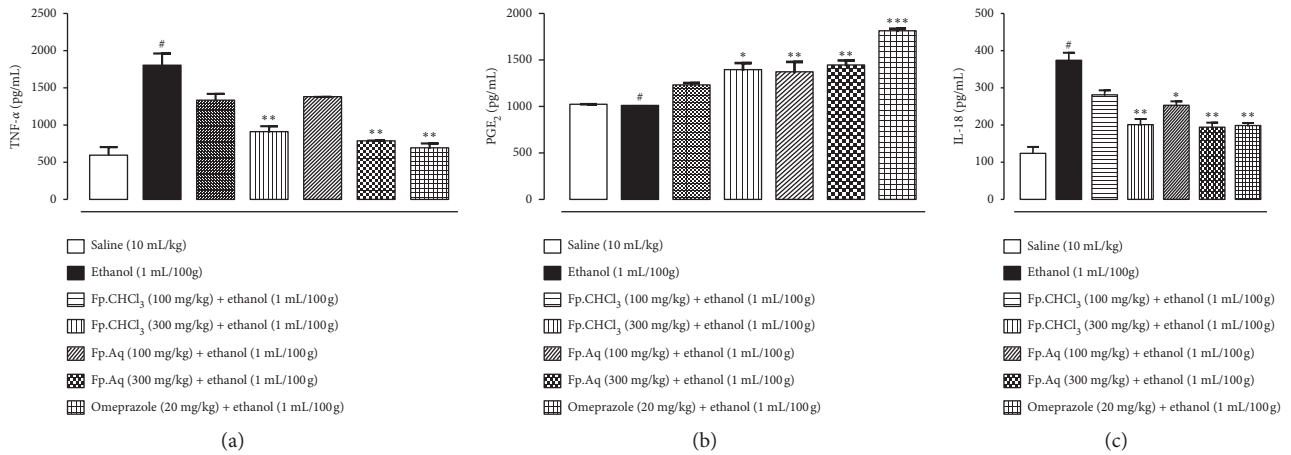 2500
2000
1500
1000
500
0
TNF-α (pg/mL)
#
**
**
**
Saline (10 mL/kg)
Ethanol (1 mL/100g)
Fp.CHCl3 (100 mg/kg) + ethanol (1 mL/100g)
Fp.CHCl3 (300 mg/kg) + ethanol (1 mL/100g)
Fp.Aq (100 mg/kg) + ethanol (1 mL/100g)
Fp.Aq (300 mg/kg) + ethanol (1 mL/100g)
Omeprazole (20 mg/kg) + ethanol (1 mL/100g)
(a)
2000
1500
1000
500
0
PGE2 (pg/mL)
#
*
**
**
***
Saline (10 mL/kg)
Ethanol (1 mL/100g)
Fp.CHCl3 (100 mg/kg) + ethanol (1 mL/100g)
Fp.CHCl3 (300 mg/kg) + ethanol (1 mL/100g)
Fp.Aq (100 mg/kg) + ethanol (1 mL/100g)
Fp.Aq (300 mg/kg) + ethanol (1 mL/100g)
Omeprazole (20 mg/kg) + ethanol (1 mL/100g)
(b)
500
400
300
200
100
0
IL-18 (pg/mL)
#
**
*
**
**
Saline (10 mL/kg)
Ethanol (1 mL/100g)
Fp.CHCl3 (100 mg/kg) + ethanol (1 mL/100g)
Fp.CHCl3 (300 mg/kg) + ethanol (1 mL/100g)
Fp.Aq (100 mg/kg) + ethanol (1 mL/100g)
Fp.Aq (300 mg/kg) + ethanol (1 mL/100g)
Omeprazole (20 mg/kg) + ethanol (1 mL/100g)
(c)